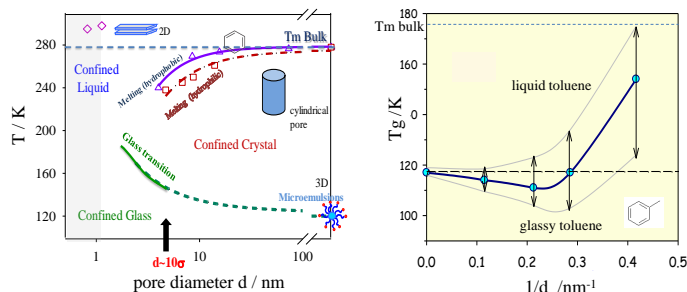 2D
Tm Bulk
Confined
Liquid
Melting (hydrophobic)
Melting (hydrophilic)
cylindrical
pore
Confined Crystal
Glass transition
3D
Microemulsions
Confined Glass
d~10σ
280
240
200
160
120
T / K
1
10
100
pore diameter d / nm
Tm bulk
160
0
120
100
Tg /K
liquid toluene
glassy toluene
0.0
0.1
0.2
0.3
0.4
0.5
1/d /nm-1